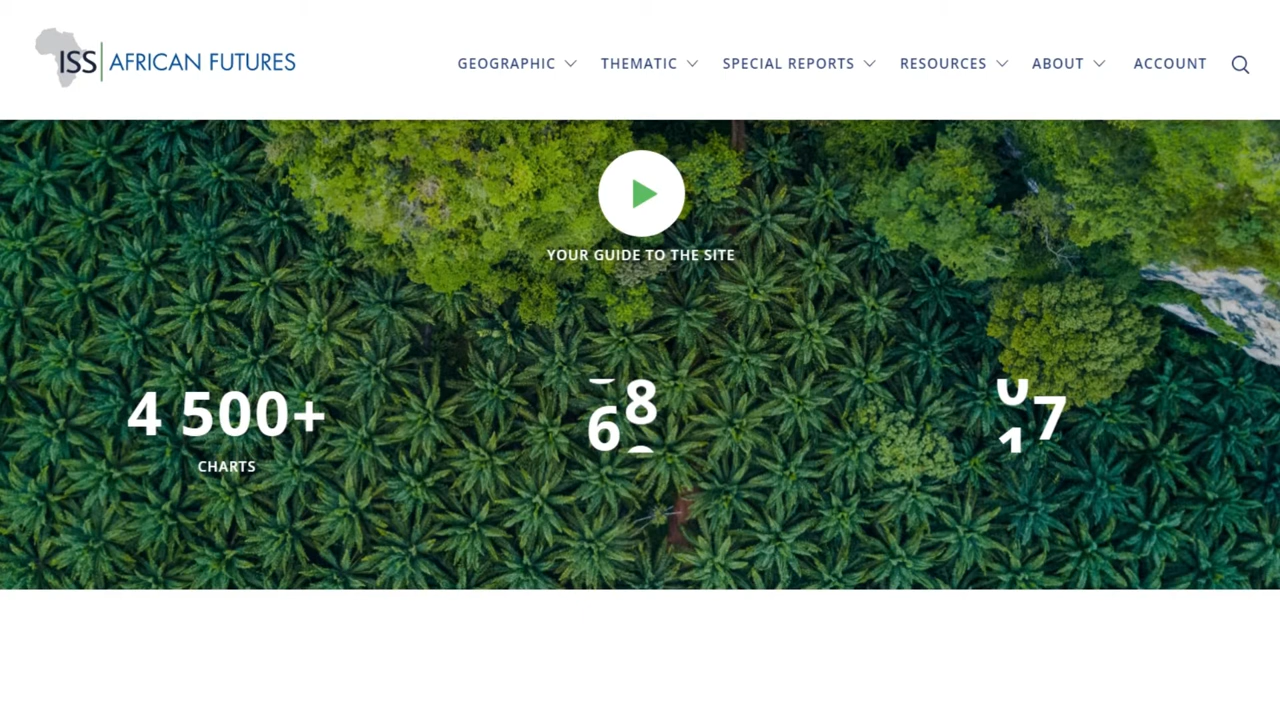 ISS AFRICAN FUTURES
GEOGRAPHIC THEMATIC SPECIAL REPORTS RESOURCES ABOUT ACCOUNT
YOUR GUIDE TO THE SITE
4 500+
CHARTS